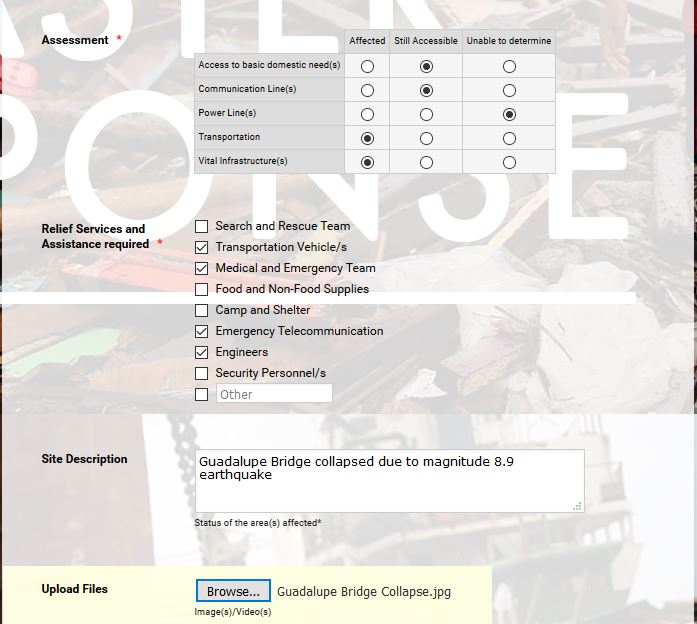 ASTER
PONSE
Assessment *
Affected Still Accessible Unable to determine
Access to basic domestic need(s)
Communication Line(s)
Power Line(s)
Transportation
Vital Infrastructure(s)
Relief Services and
Assistance required *
Search and Rescue Team
Transportation Vehicle/s
Medical and Emergency Team
Food and Non-Food Supplies
Camp and Shelter
Emergency Telecommunication
Engineers
Security Personnel/s
Other
Site Description
Guadalupe Bridge collapsed due to magnitude 8.9
earthquake
Status of the area(s) affected*
Upload Files
Browse... Guadalupe Bridge Collapse.jpg
Image(s)/Video(s)